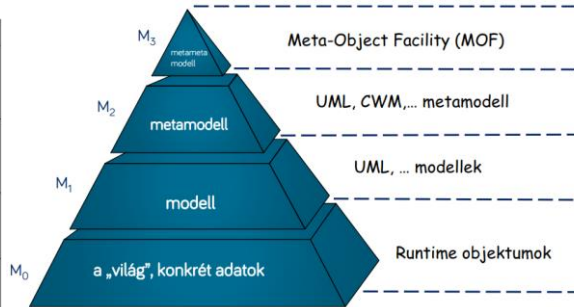 M3
metameta
modell
Meta-Object Facility (MOF)
M2
metamodell
UML, CWM,... metamodell
M1
modell
UML, ... modellek
M0
a „világ”, konkrét adatok
Runtime objektumok